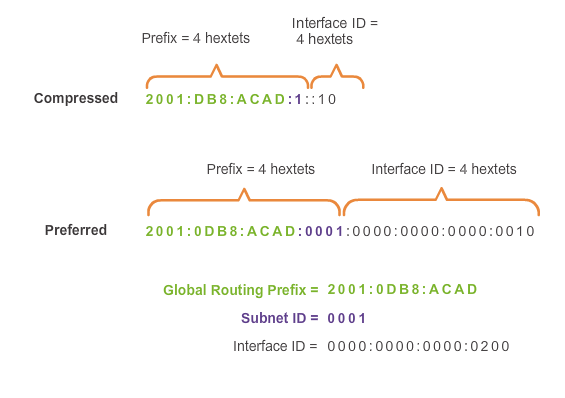 Interface ID =
Prefix = 4 hextets
4 hextets
Compressed 2001:DB8:ACAD:1::10
Prefix = 4 hextets Interface ID = 4 hextets
Preferred 2001:0DB8:ACAD:0001:0000:0000:0000:0010
Global Routing Prefix = 2001:0DB8:ACAD
Subnet ID = 0001
Interface ID = 0000:0000:0000:0200